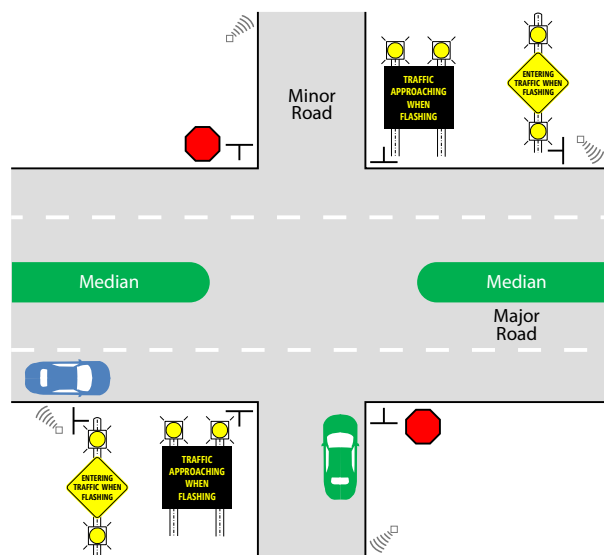 Minor
Road
TRAFFIC
APPROACHING
WHEN
FLASHING
ENTERING
TRAFFIC WHEN
FLASHING
Median
Median
Major
Road
ENTERING
TRAFFIC WHEN
FLASHING
TRAFFIC
APPROACHING
WHEN
FLASHING